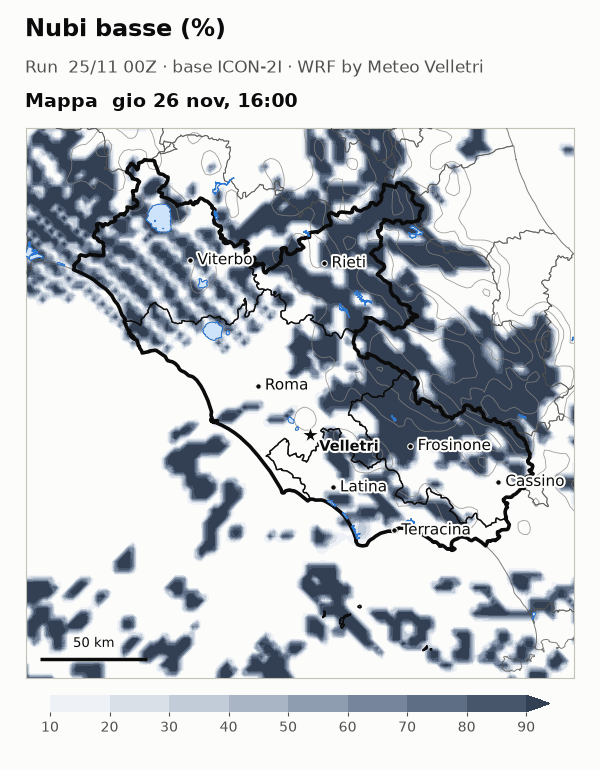 Nubi basse (%)
Run 25/11 00Z · base ICON-2I · WRF by Meteo Velletri
Mappa gio 26 nov, 16:00
Viterbo
Rieti
Roma
Velletri
Frosinone
Cassino
Latina
Terracina
50 km
10 20 30 40 50 60 70 80 90